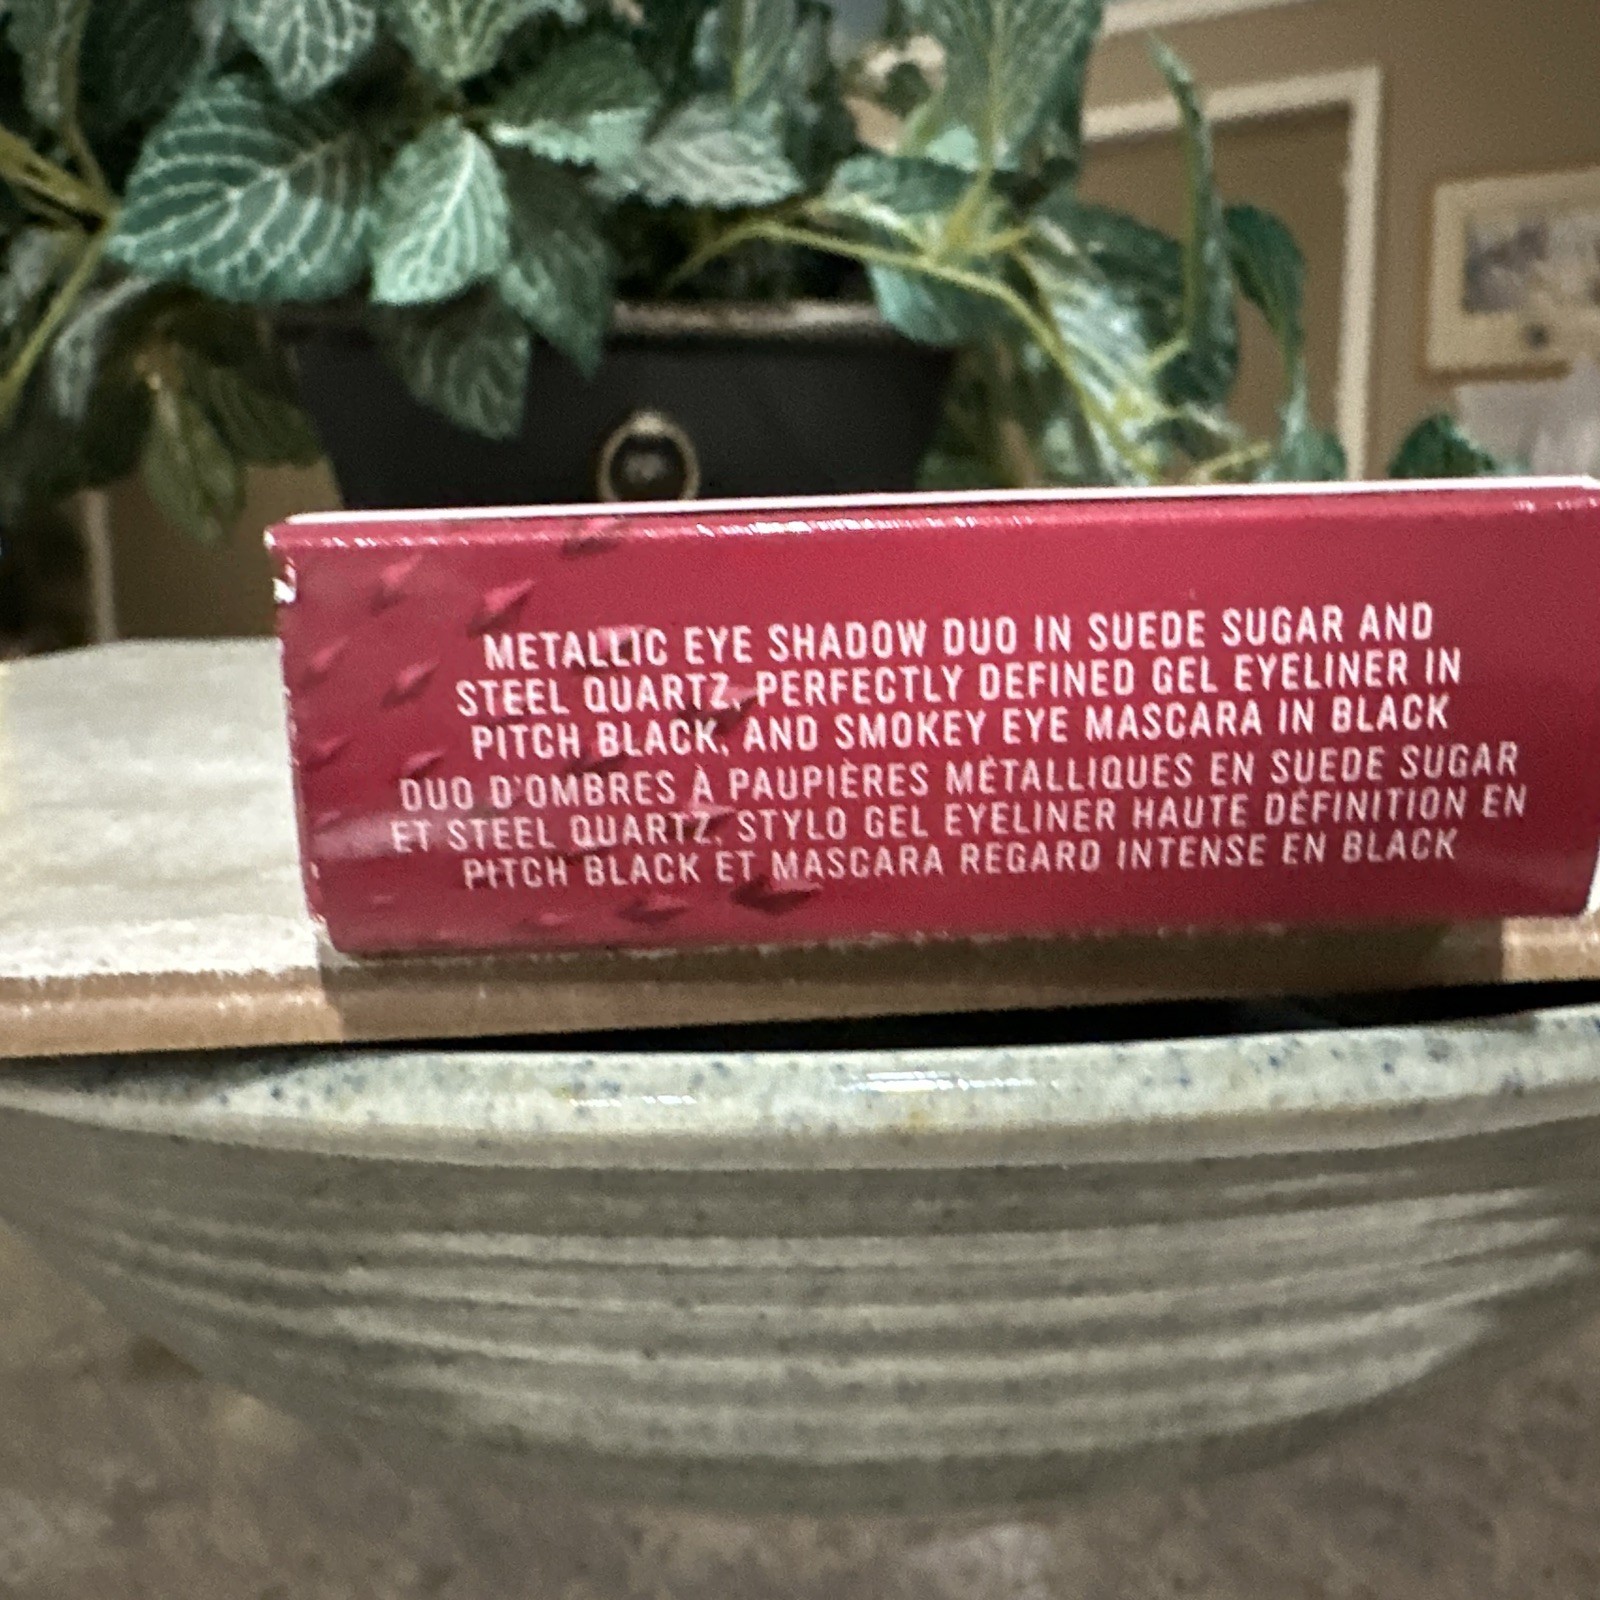 METALLIC EYE SHADOW DUO IN SUEDE SUGAR AND
STEEL QUARTZ, PERFECTLY DEFINED GEL EYELINER IN
PITCH BLACK, AND SMOKEY EYE MASCARA IN BLACK
DUO D'OMBRES À PAUPIÈRES MÉTALLIQUES EN SUEDE SUGAR
ET STEEL QUARTZ, STYLO GEL EYELINER HAUTE DÉFINITION EN
PITCH BLACK ET MASCARA REGARD INTENSE EN BLACK